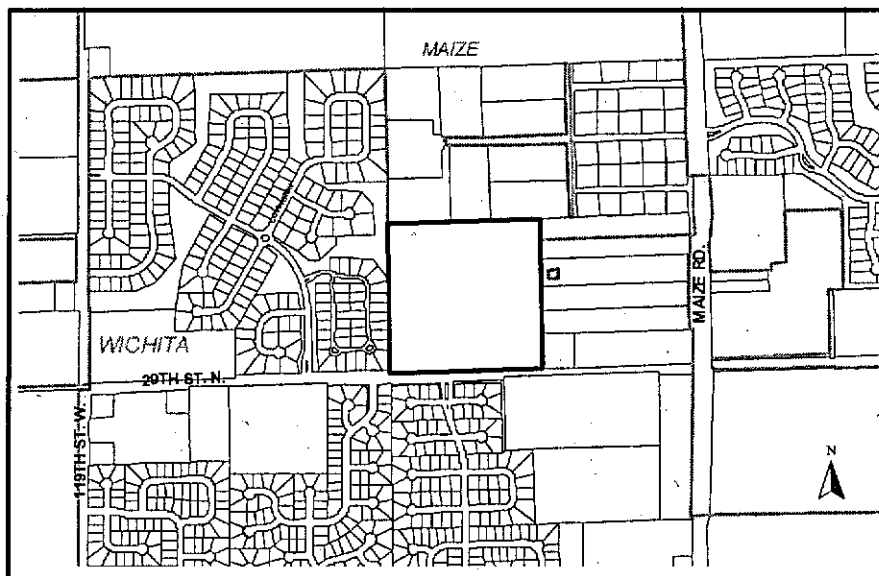 MAIZE
MAIZE RD.
WICHITA
29TH ST. N.
119TH ST. W.
N